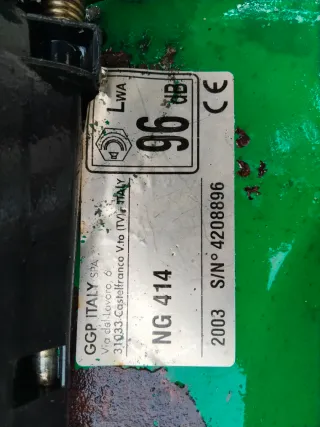 LWA
96 dB
CE
GGP ITALY SPA
Via del Lavoro, 6
31033 Castelfranco V.to (TV) ITALY
NG 414
2003 S/N° 4208896